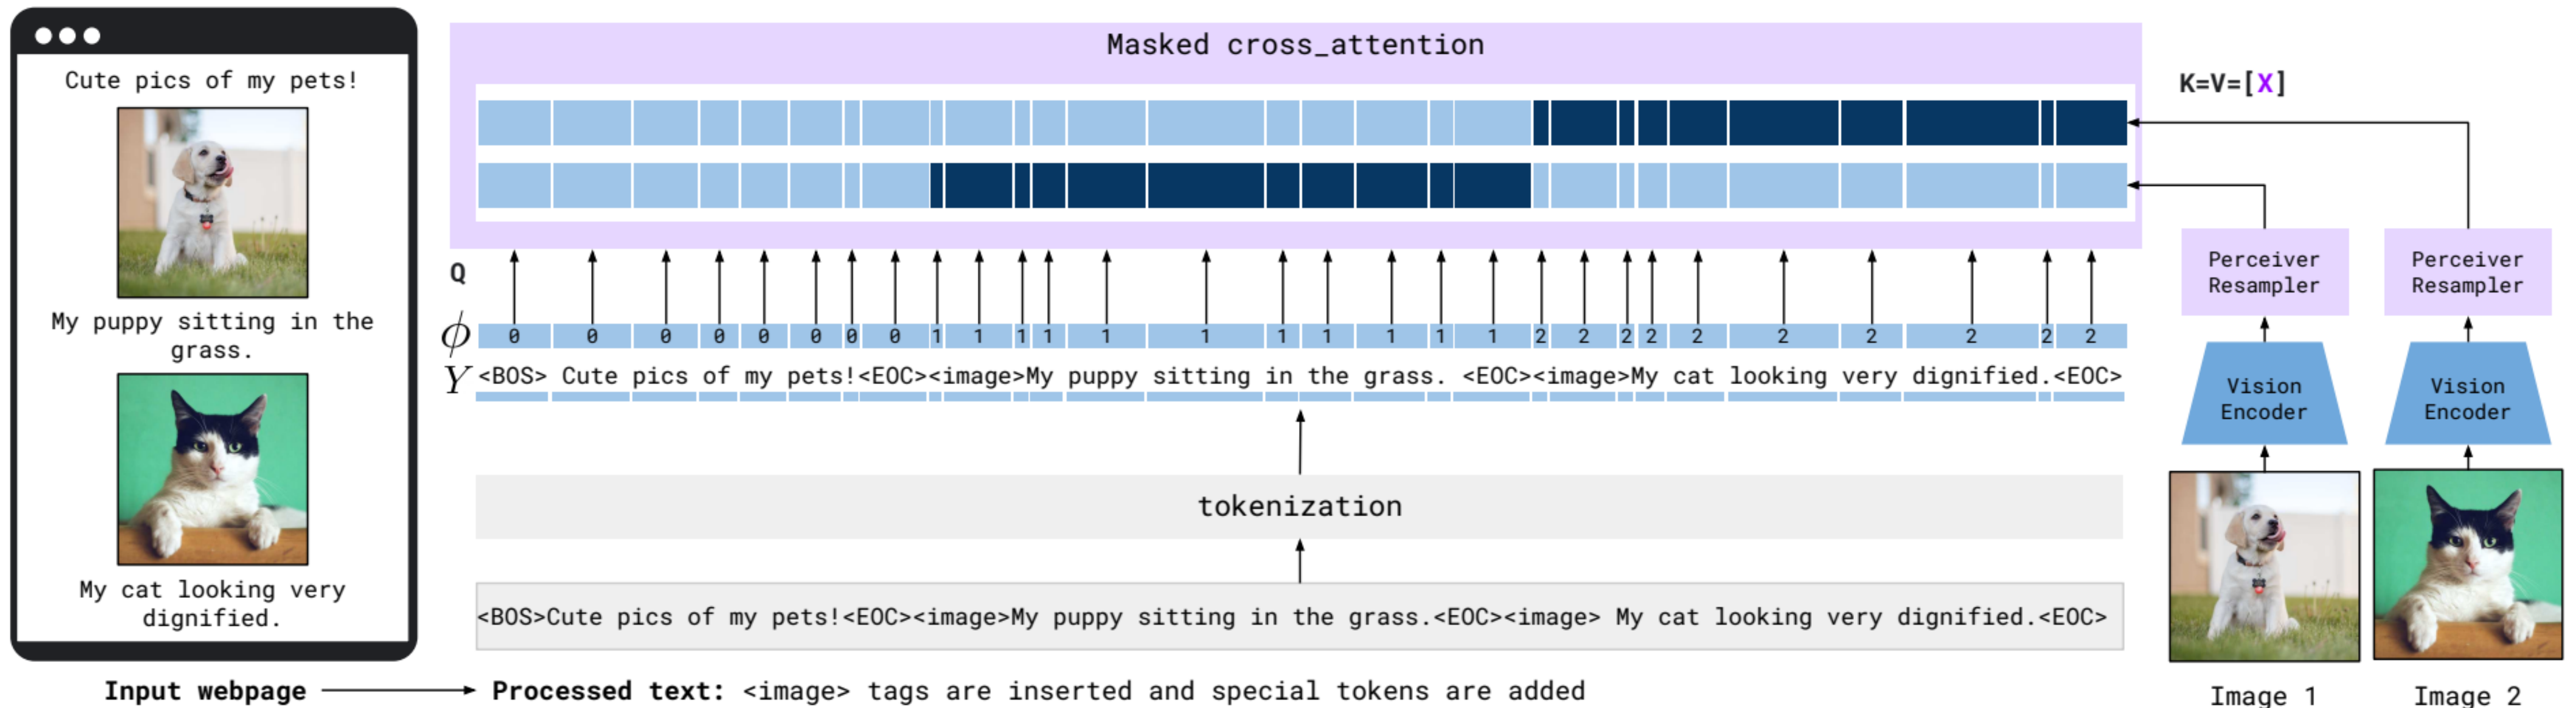 Cute pics of my pets!
My puppy sitting in the
grass.
My cat looking very
dignified.
Input webpage
Masked cross_attention
K=V=[X]
Q
ϕ 0 0 0 0 0 0 0 0 1 1 1 1 1 1 1 1 1 1 1 2 2 2 2 2 2 2 2 2 2
Y <BOS> Cute pics of my pets!<EOC><image>My puppy sitting in the grass. <EOC><image>My cat looking very dignified.<EOC>
tokenization
<BOS>Cute pics of my pets!<EOC><image>My puppy sitting in the grass.<EOC><image> My cat looking very dignified.<EOC>
Processed text: <image> tags are inserted and special tokens are added
Perceiver
Resampler
Vision
Encoder
Image 1
Perceiver
Resampler
Vision
Encoder
Image 2